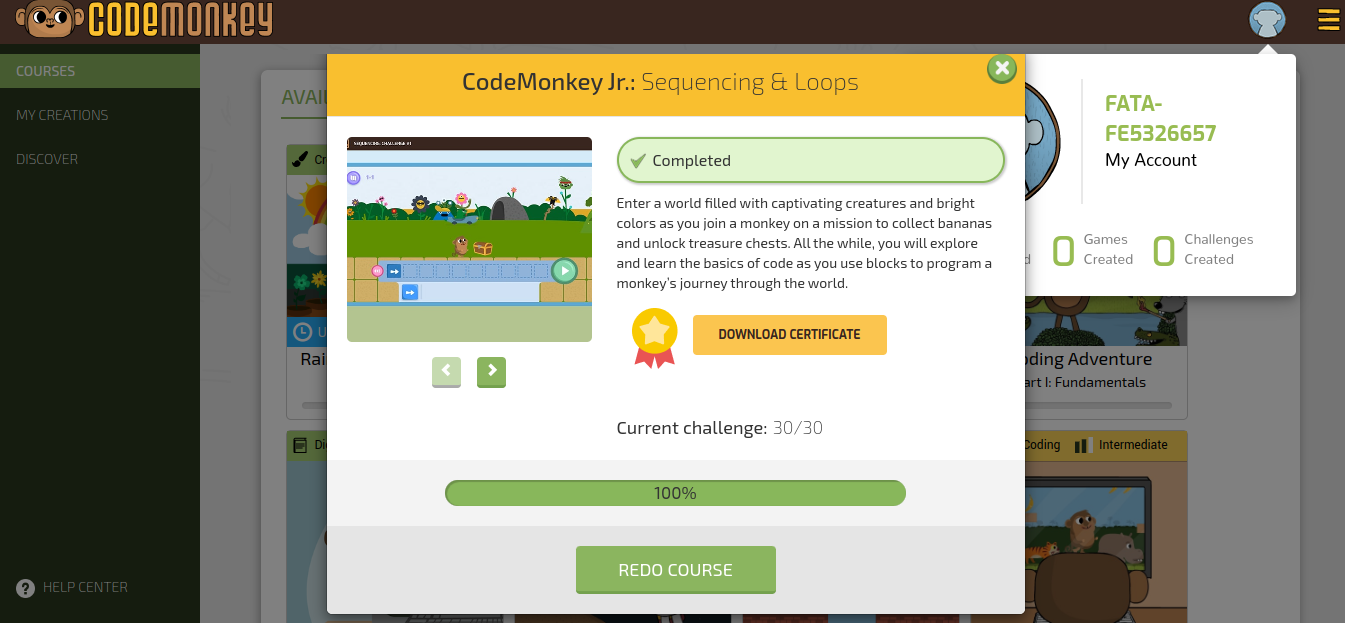 CODEMONKEY
COURSES
MY CREATIONS
DISCOVER
HELP CENTER
AVAI
Cr
U
Rai
Di
CodeMonkey Jr.: Sequencing & Loops
SEQUENCING CHALLENGE #1
Completed
Enter a world filled with captivating creatures and bright
colors as you join a monkey on a mission to collect bananas
and unlock treasure chests. All the while, you will explore
and learn the basics of code as you use blocks to program a
monkey's journey through the world.
DOWNLOAD CERTIFICATE
Current challenge: 30/30
100%
REDO COURSE
FATA-
FE5326657
My Account
d
0 Games
Created
0 Challenges
Created
ding Adventure
art I: Fundamentals
Coding
Intermediate